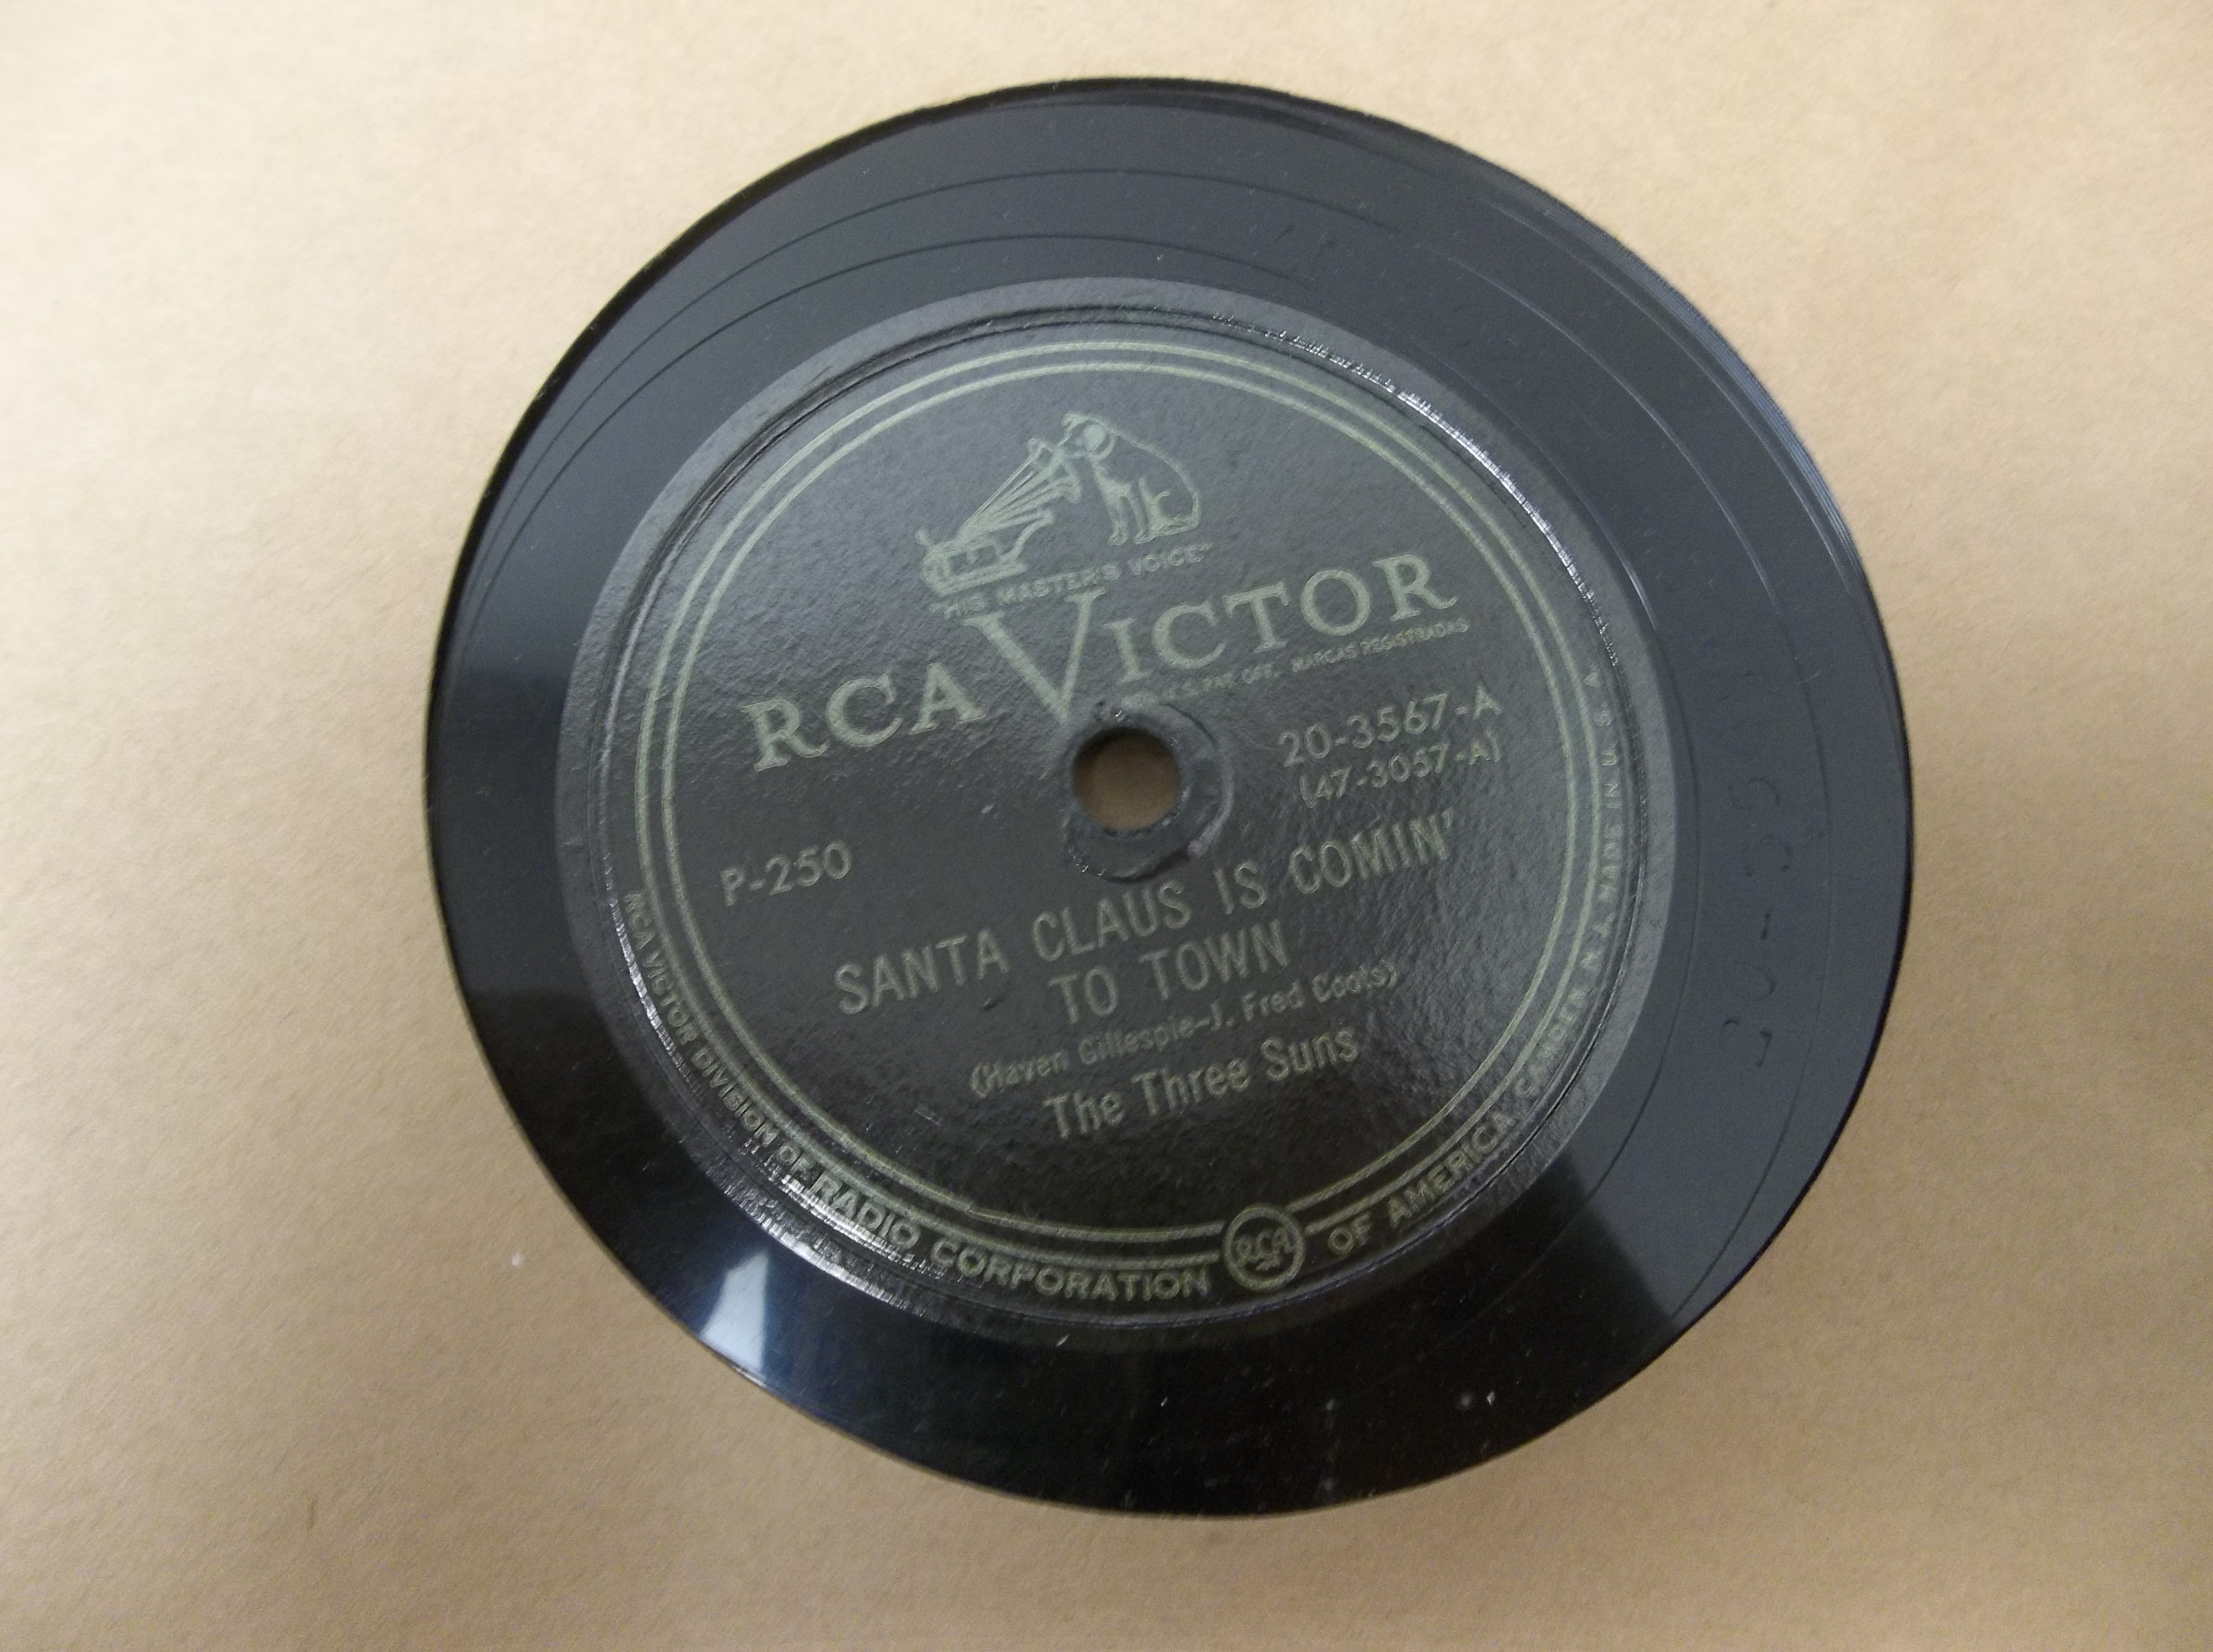 "HIS MASTER'S VOICE"
RCA VICTOR
U.S. PAT. OFF. MARCAS REGISTRADAS
20-3567-A
(47-3057-A)
P-250
SANTA CLAUS IS COMIN'
TO TOWN
(Haven Gillespie-J. Fred Coots)
The Three Suns
RCA VICTOR DIVISION OF RADIO CORPORATION RCA OF AMERICA, CAMDEN, N.J. MADE IN U.S.A.